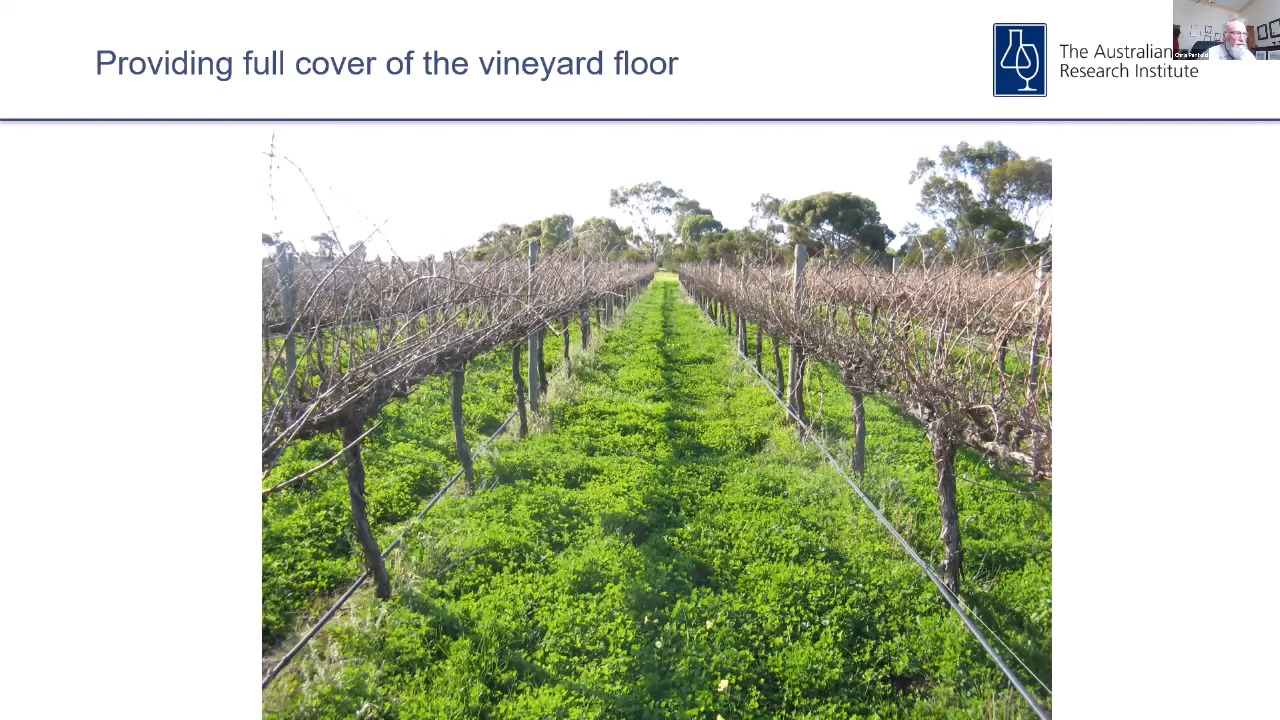 Providing full cover of the vineyard floor
The Australian
Research Institute